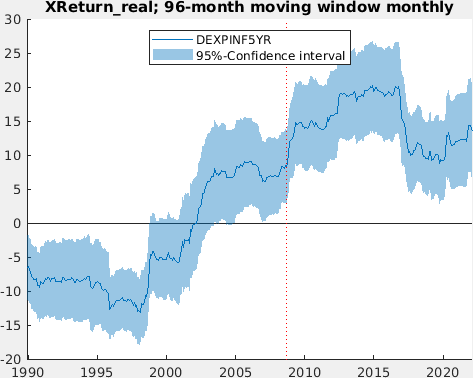 XReturn_real; 96-month moving window monthly
30
DEXPINF5YR
95%-Confidence interval
25
20
15
10
5
0
-5
-10
-15
-20
1990 1995 2000 2005 2010 2015 2020